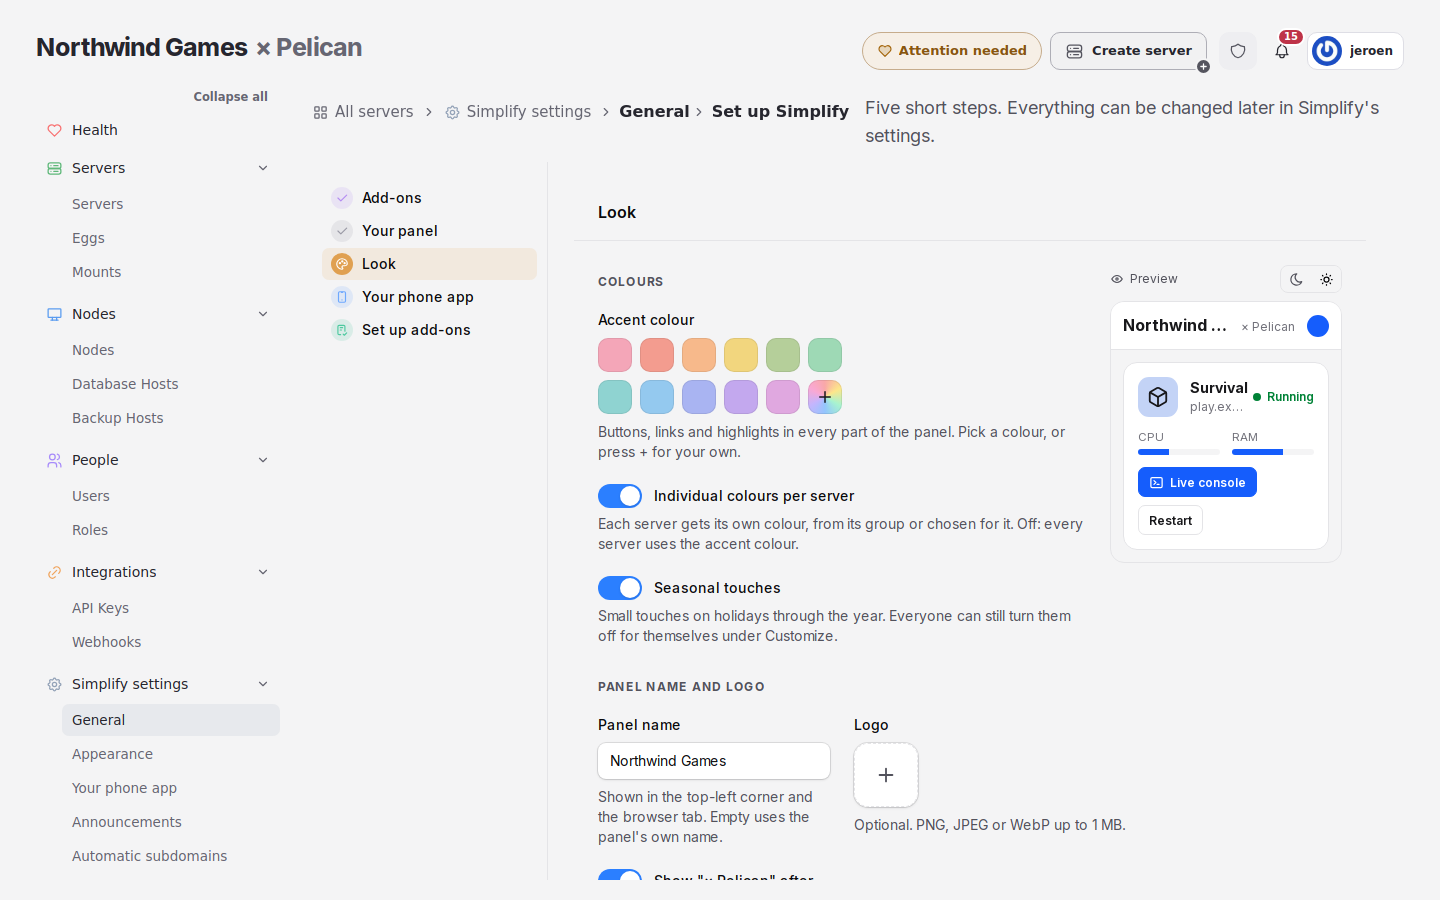 Northwind Games × Pelican
Attention needed
Create server
15
jeroen
Collapse all
Health
Servers
Servers
Eggs
Mounts
Nodes
Nodes
Database Hosts
Backup Hosts
People
Users
Roles
Integrations
API Keys
Webhooks
Simplify settings
General
Appearance
Your phone app
Announcements
Automatic subdomains
All servers > Simplify settings > General > Set up Simplify
Five short steps. Everything can be changed later in Simplify's
settings.
Add-ons
Your panel
Look
Your phone app
Set up add-ons
Look
COLOURS
Accent colour
Buttons, links and highlights in every part of the panel. Pick a colour, or
press + for your own.
Individual colours per server
Each server gets its own colour, from its group or chosen for it. Off: every
server uses the accent colour.
Seasonal touches
Small touches on holidays through the year. Everyone can still turn them
off for themselves under Customize.
PANEL NAME AND LOGO
Panel name
Northwind Games
Shown in the top-left corner and
the browser tab. Empty uses the
panel's own name.
Logo
Optional. PNG, JPEG or WebP up to 1 MB.
Show "× Pelican" after
Preview
Northwind ... × Pelican
Survival
play.ex...
Running
CPU
RAM
Live console
Restart